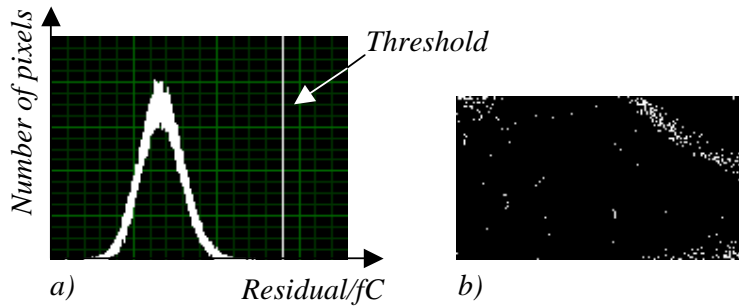 Number of pixels
Threshold
a)
Residual/fC
b)